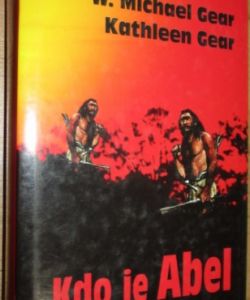 W. Michael Gear
Kathleen Gear
Kdo je Abel